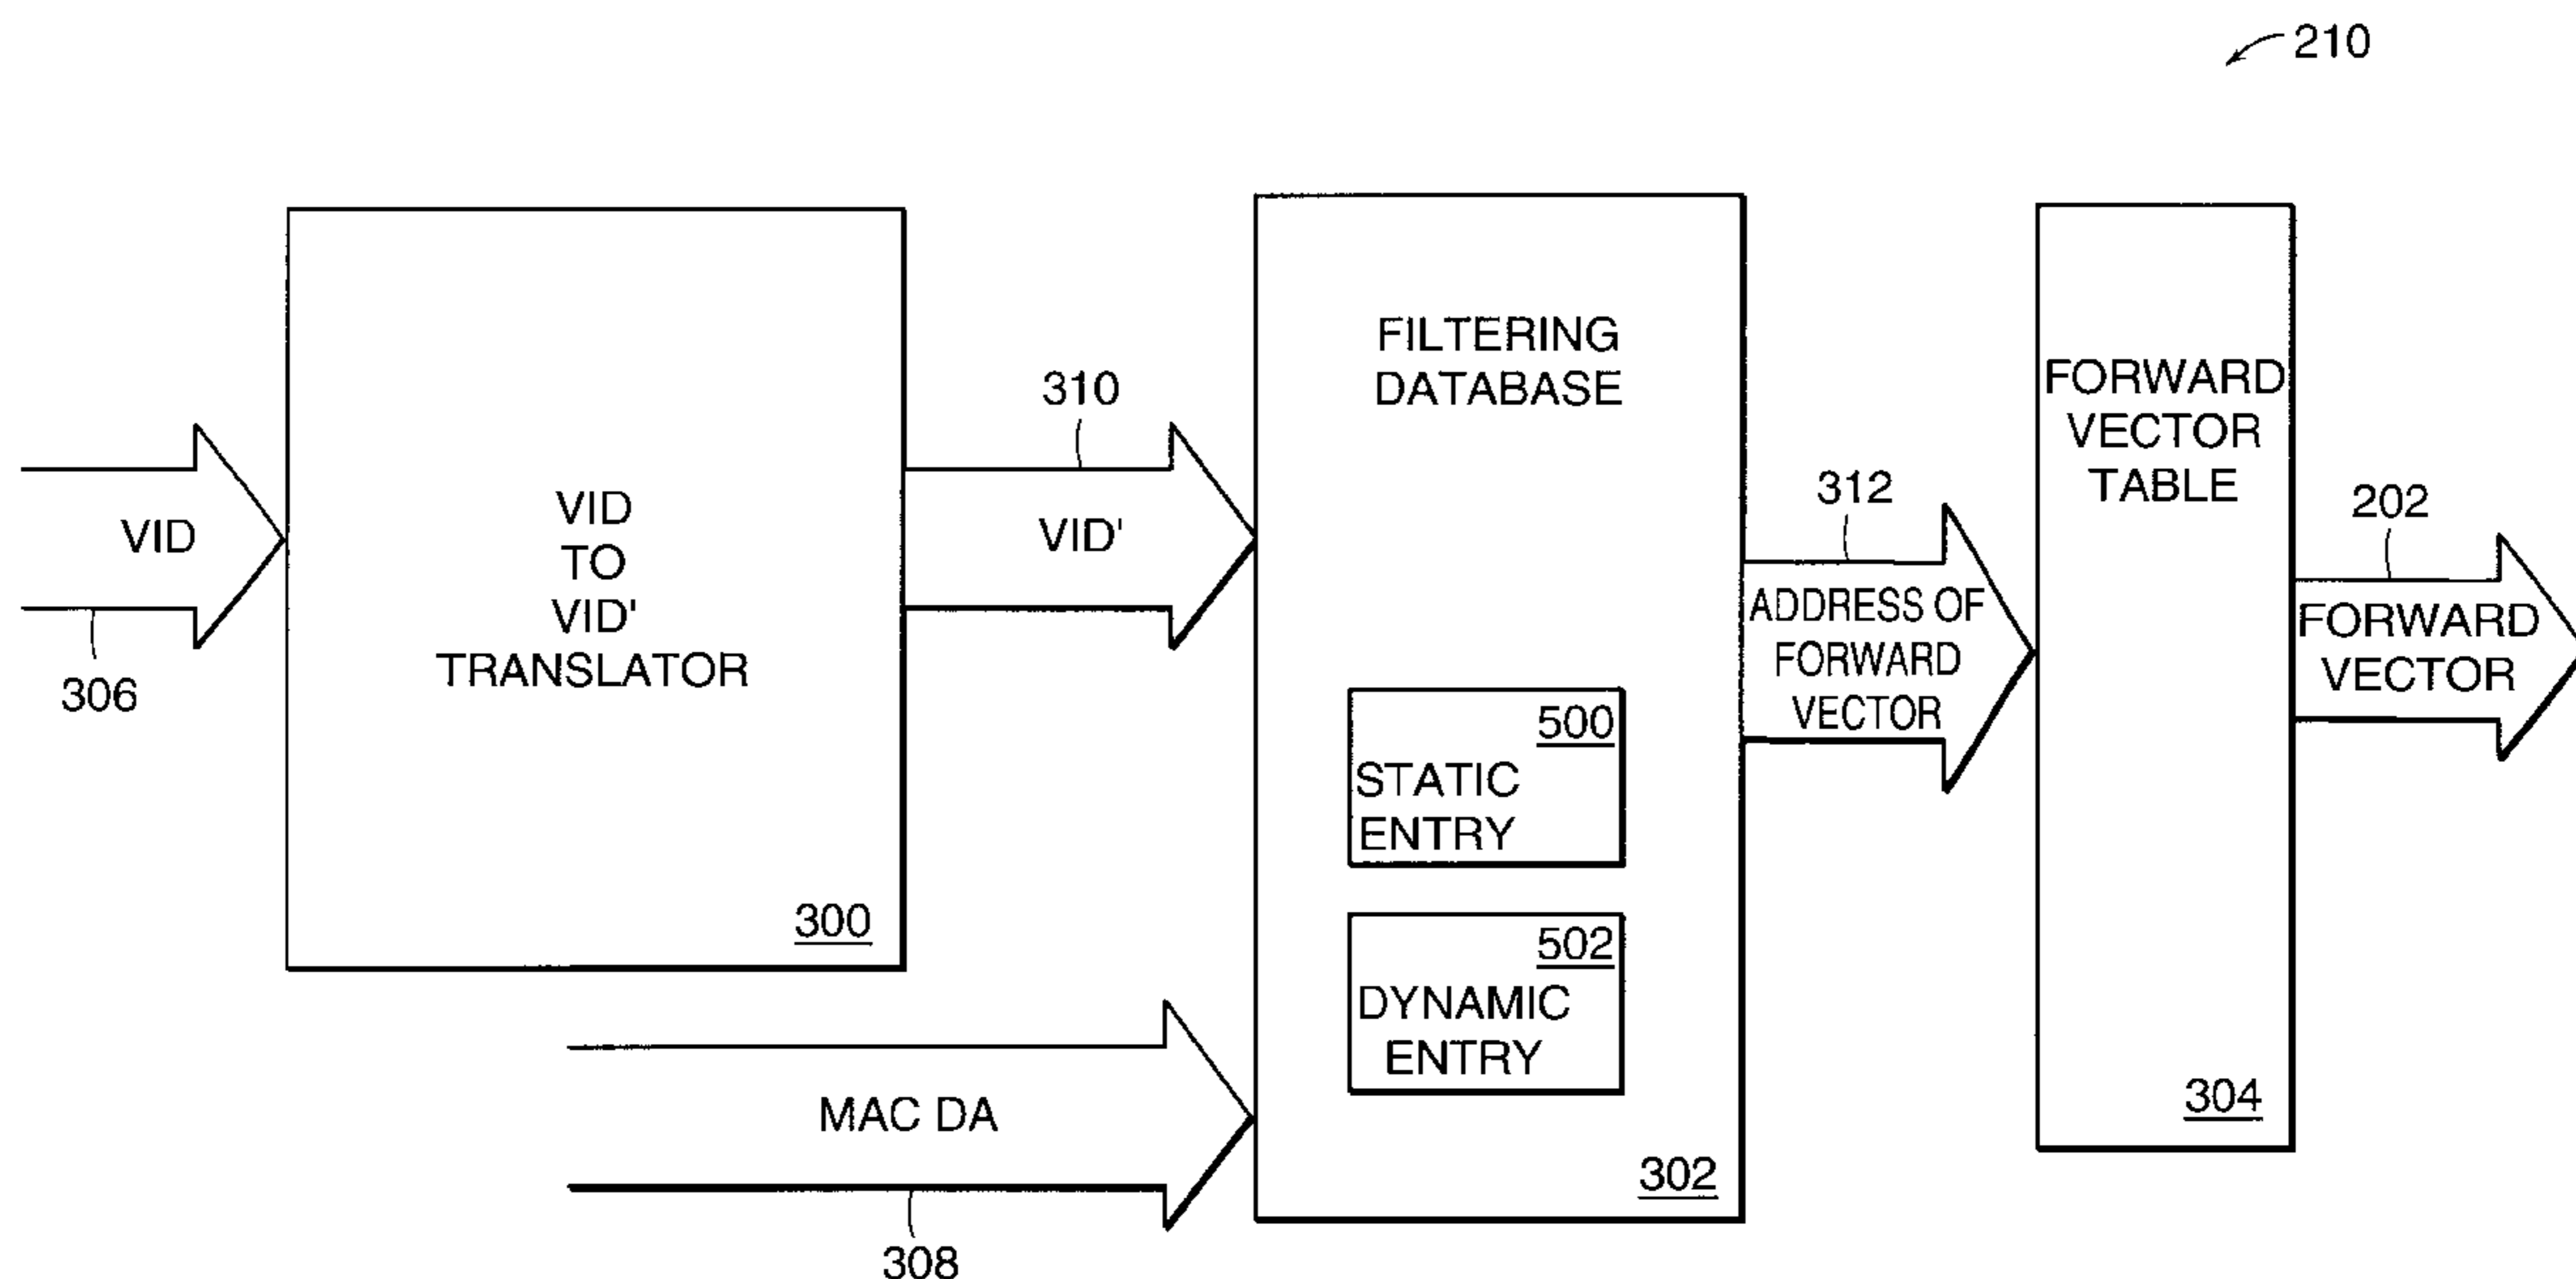 210
VID
306
VID
TO
VID'
TRANSLATOR
300
310
VID'
MAC DA
308
FILTERING
DATABASE
500
STATIC
ENTRY
502
DYNAMIC
ENTRY
302
312
ADDRESS OF
FORWARD
VECTOR
FORWARD
VECTOR
TABLE
304
202
FORWARD
VECTOR